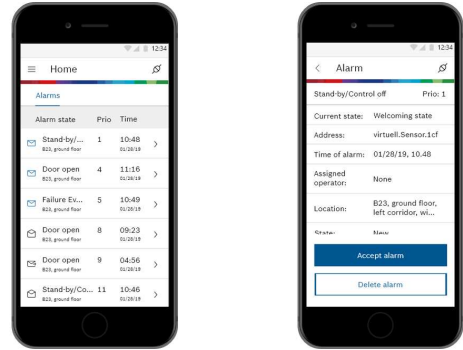 12:34
Home
Alarms
Alarm state Prio Time
Stand-by/... 1 10:48
B23, ground floor 01/28/19
Door open 4 11:16
B23, ground floor 01/28/19
Failure Ev... 5 10:49
B23, ground floor 01/28/19
Door open 8 09:23
B23, ground floor 01/28/19
Door open 9 04:56
B23, ground floor 01/28/19
Stand-by/Co... 11 10:46
B23, ground floor 01/28/19
12:34
Alarm
Stand-by/Control off Prio: 1
Current state: Welcoming state
Address: virtuell.Sensor.1cf
Time of alarm: 01/28/19, 10.48
Assigned
operator: None
Location: B23, ground floor,
left corridor, wi...
State: New
Accept alarm
Delete alarm